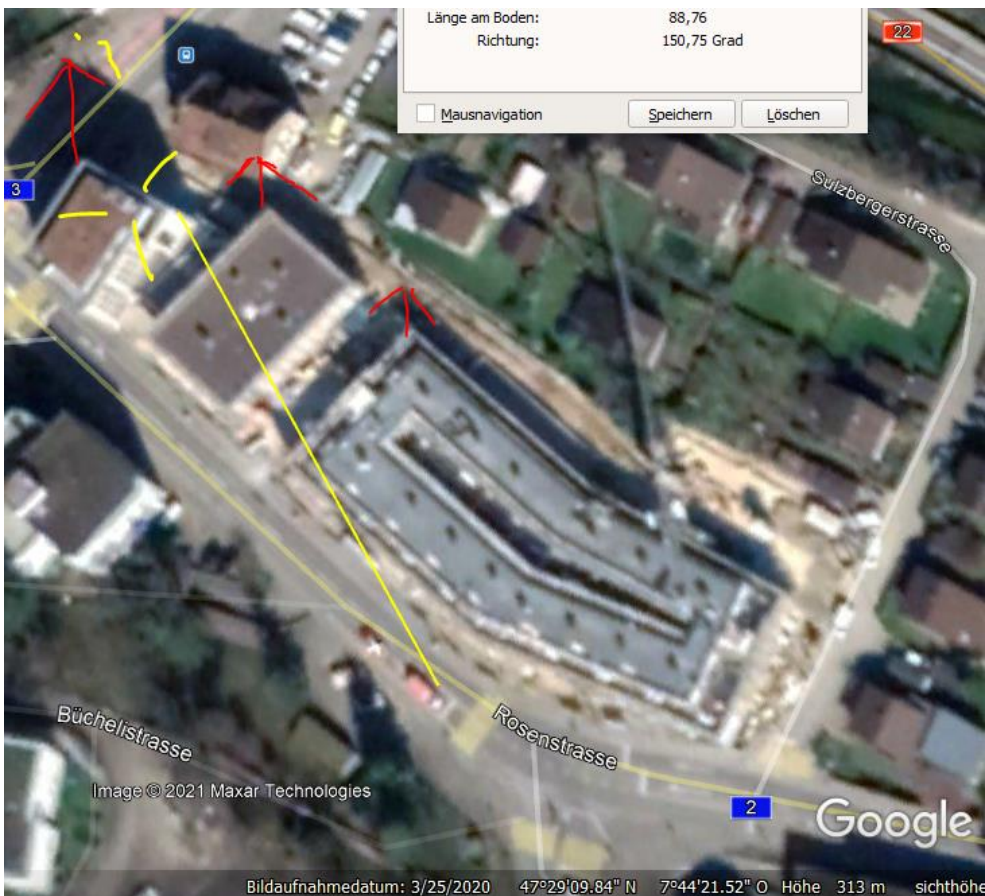 Länge am Boden: 88,76
Richtung: 150,75 Grad
22
Mausnavigation Speichern Löschen
3
Sulzbergerstrasse
Rosenstrasse
Büchelistrasse
Image © 2021 Maxar Technologies
2
Google
Bildaufnahmedatum: 3/25/2020 47°29'09.84" N 7°44'21.52" O Höhe 313 m sichthöhe